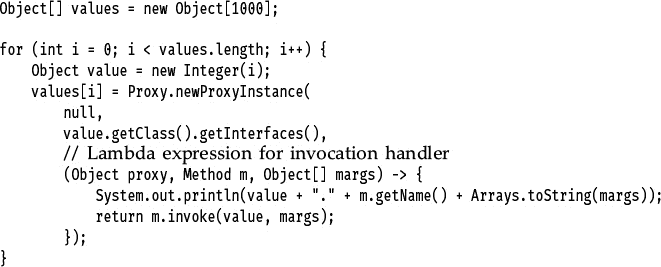 Object[] values = new Object[1000];

for (int i = 0; i < values.length; i++) {
    Object value = new Integer(i);
    values[i] = Proxy.newProxyInstance(
        null,
        value.getClass().getInterfaces(),
        // Lambda expression for invocation handler
        (Object proxy, Method m, Object[] margs) -> {
            System.out.println(value + "." + m.getName() + Arrays.toString(margs));
            return m.invoke(value, margs);
        });
}